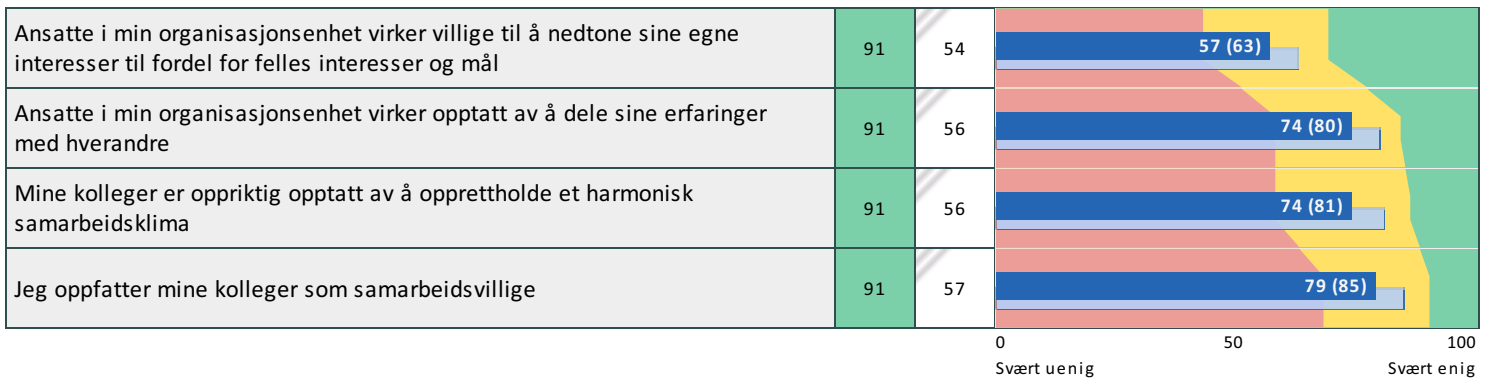 Ansatte i min organisasjonsenhet virker villige til å nedtone sine egne
interesser til fordel for felles interesser og mål
91
54
57 (63)
Ansatte i min organisasjonsenhet virker opptatt av å dele sine erfaringer
med hverandre
91
56
74 (80)
Mine kolleger er oppriktig opptatt av å opprettholde et harmonisk
samarbeidsklima
91
56
74 (81)
Jeg oppfatter mine kolleger som samarbeidsvillige
91
57
79 (85)
0 50 100
Svært uenig Svært enig